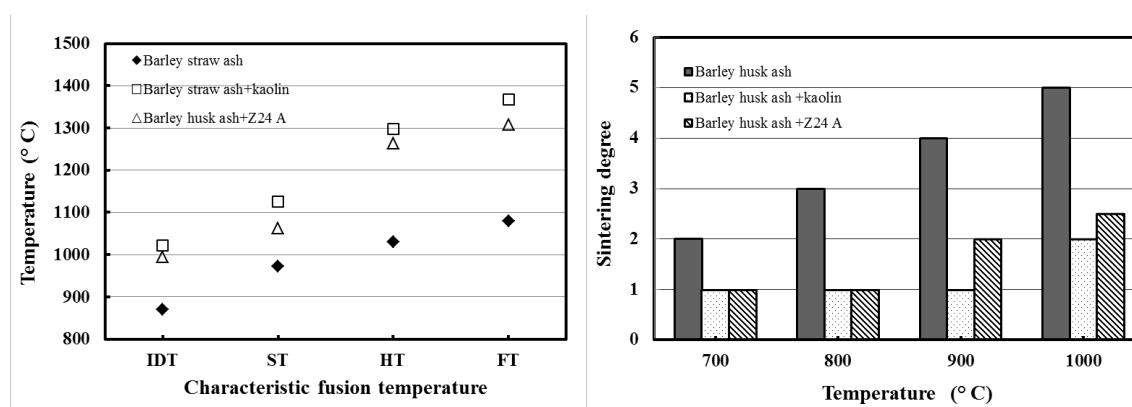 1500
1400
1300
1200
1100
1000
900
800
Temperature (° C)
Barley straw ash
Barley straw ash+kaolin
Barley husk ash+Z24 A
IDT ST HT FT
Characteristic fusion temperature
6
5
4
3
2
1
0
Sintering degree
Barley husk ash
Barley husk ash +kaolin
Barley husk ash +Z24 A
700 800 900 1000
Temperature (° C)